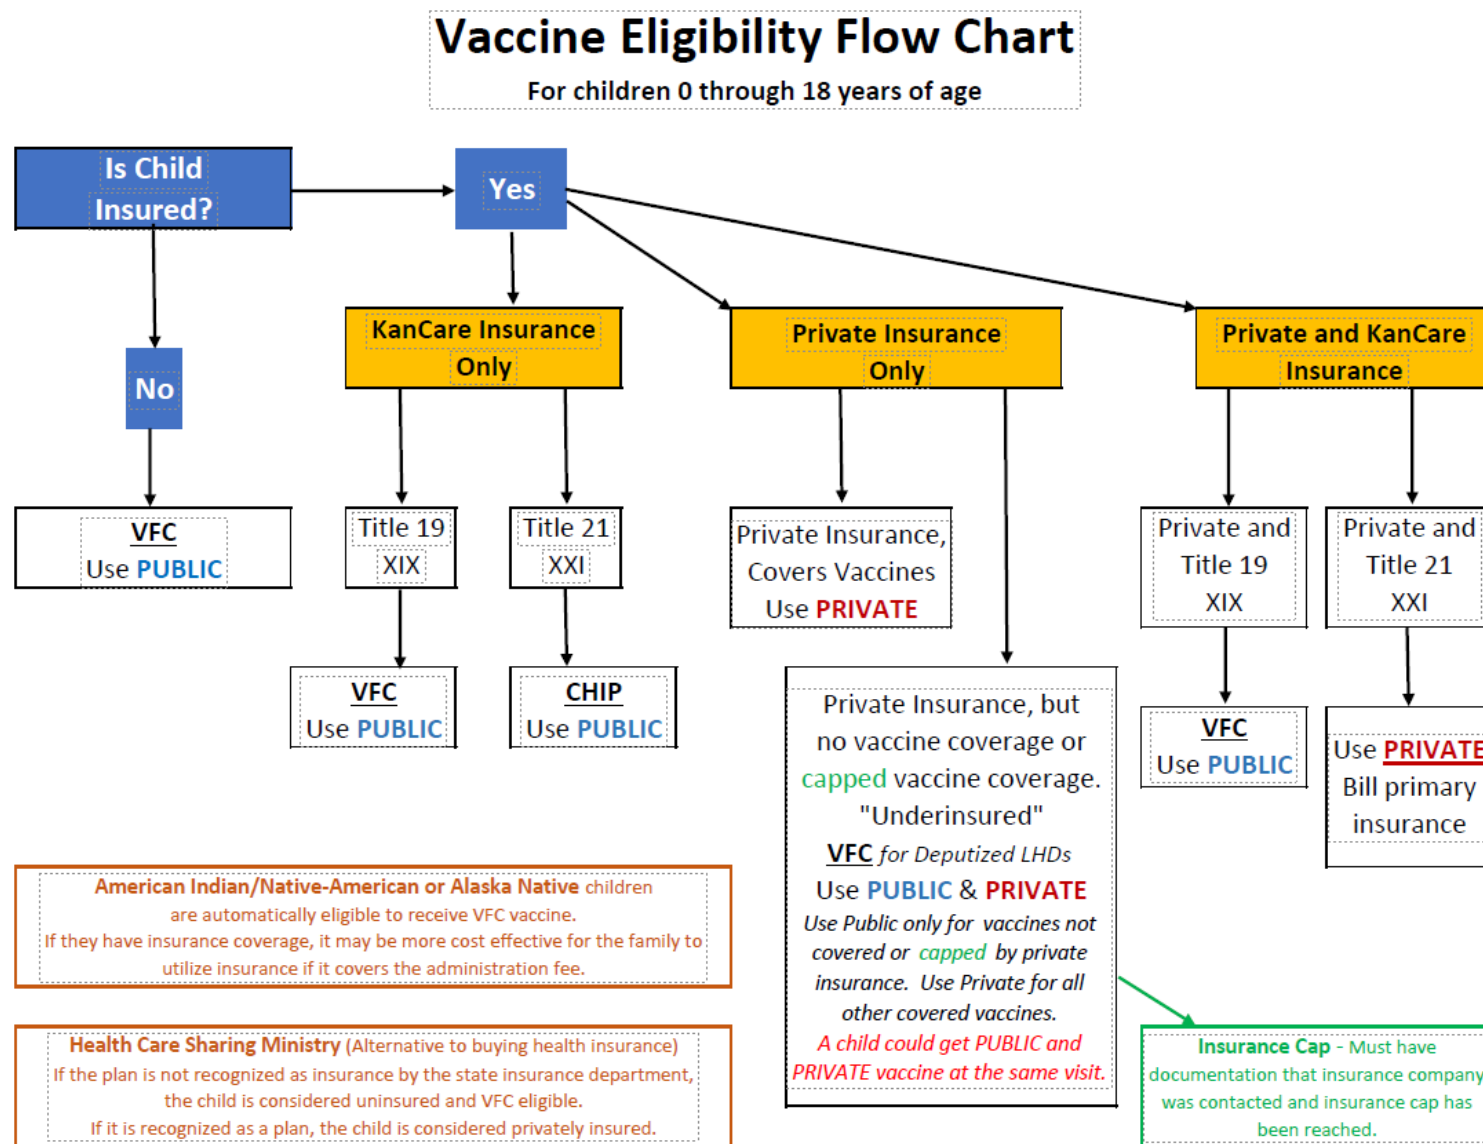 Vaccine Eligibility Flow Chart
For children 0 through 18 years of age
Is Child
Insured?
Yes
No
KanCare Insurance
Only
Private Insurance
Only
Private and KanCare
Insurance
VFC
Use PUBLIC
Title 19
XIX
Title 21
XXI
Private Insurance,
Covers Vaccines
Use PRIVATE
Private and
Title 19
XIX
Private and
Title 21
XXI
VFC
Use PUBLIC
CHIP
Use PUBLIC
Private Insurance, but
no vaccine coverage or
capped vaccine coverage.
"Underinsured"
VFC for Deputized LHDs
Use PUBLIC & PRIVATE
Use Public only for vaccines not
covered or capped by private
insurance. Use Private for all
other covered vaccines.
A child could get PUBLIC and
PRIVATE vaccine at the same visit.
VFC
Use PUBLIC
Use PRIVATE
Bill primary
insurance
American Indian/Native-American or Alaska Native children
are automatically eligible to receive VFC vaccine.
If they have insurance coverage, it may be more cost effective for the family to
utilize insurance if it covers the administration fee.
Health Care Sharing Ministry (Alternative to buying health insurance)
If the plan is not recognized as insurance by the state insurance department,
the child is considered uninsured and VFC eligible.
If it is recognized as a plan, the child is considered privately insured.
Insurance Cap - Must have
documentation that insurance company
was contacted and insurance cap has
been reached.